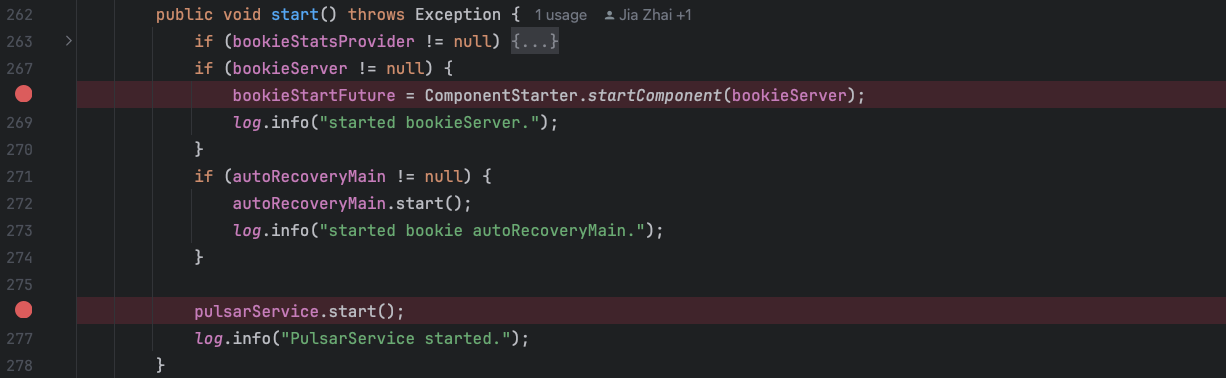 262 public void start() throws Exception { 1 usage Jia Zhai +1
263 if (bookieStatsProvider != null) {...}
267 if (bookieServer != null) {
bookieStartFuture = ComponentStarter.startComponent(bookieServer);
269 log.info("started bookieServer.");
270 }
271 if (autoRecoveryMain != null) {
272 autoRecoveryMain.start();
273 log.info("started bookie autoRecoveryMain.");
274 }
275
pulsarService.start();
277 log.info("PulsarService started.");
278 }